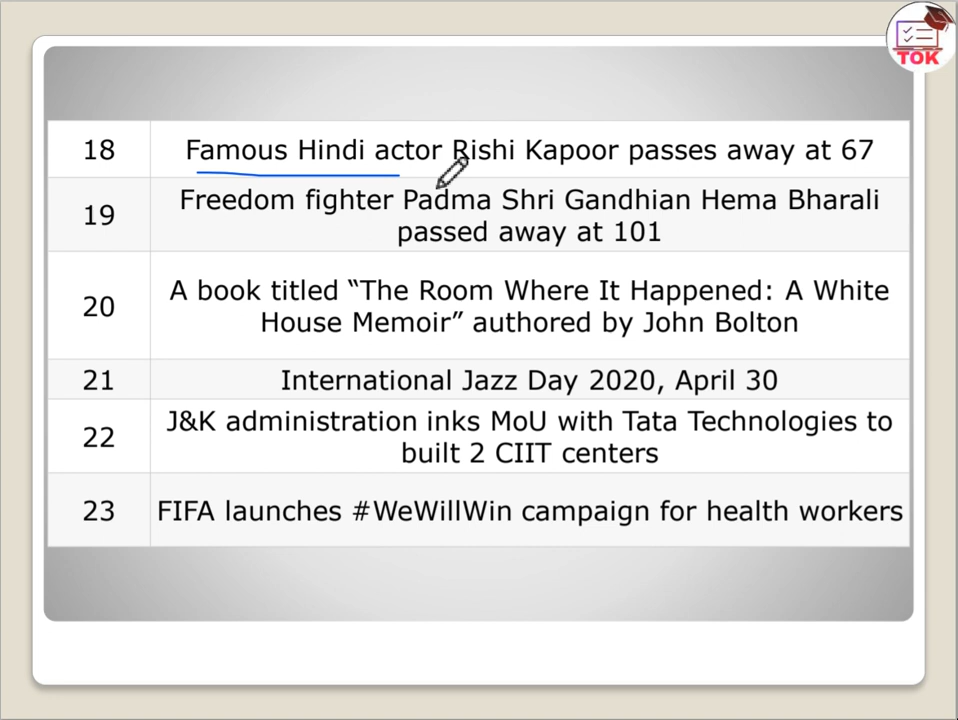 TOK
18 Famous Hindi actor Rishi Kapoor passes away at 67
19 Freedom fighter Padma Shri Gandhian Hema Bharali
passed away at 101
20 A book titled “The Room Where It Happened: A White
House Memoir” authored by John Bolton
21 International Jazz Day 2020, April 30
22 J&K administration inks MoU with Tata Technologies to
built 2 CIIT centers
23 FIFA launches #WeWillWin campaign for health workers